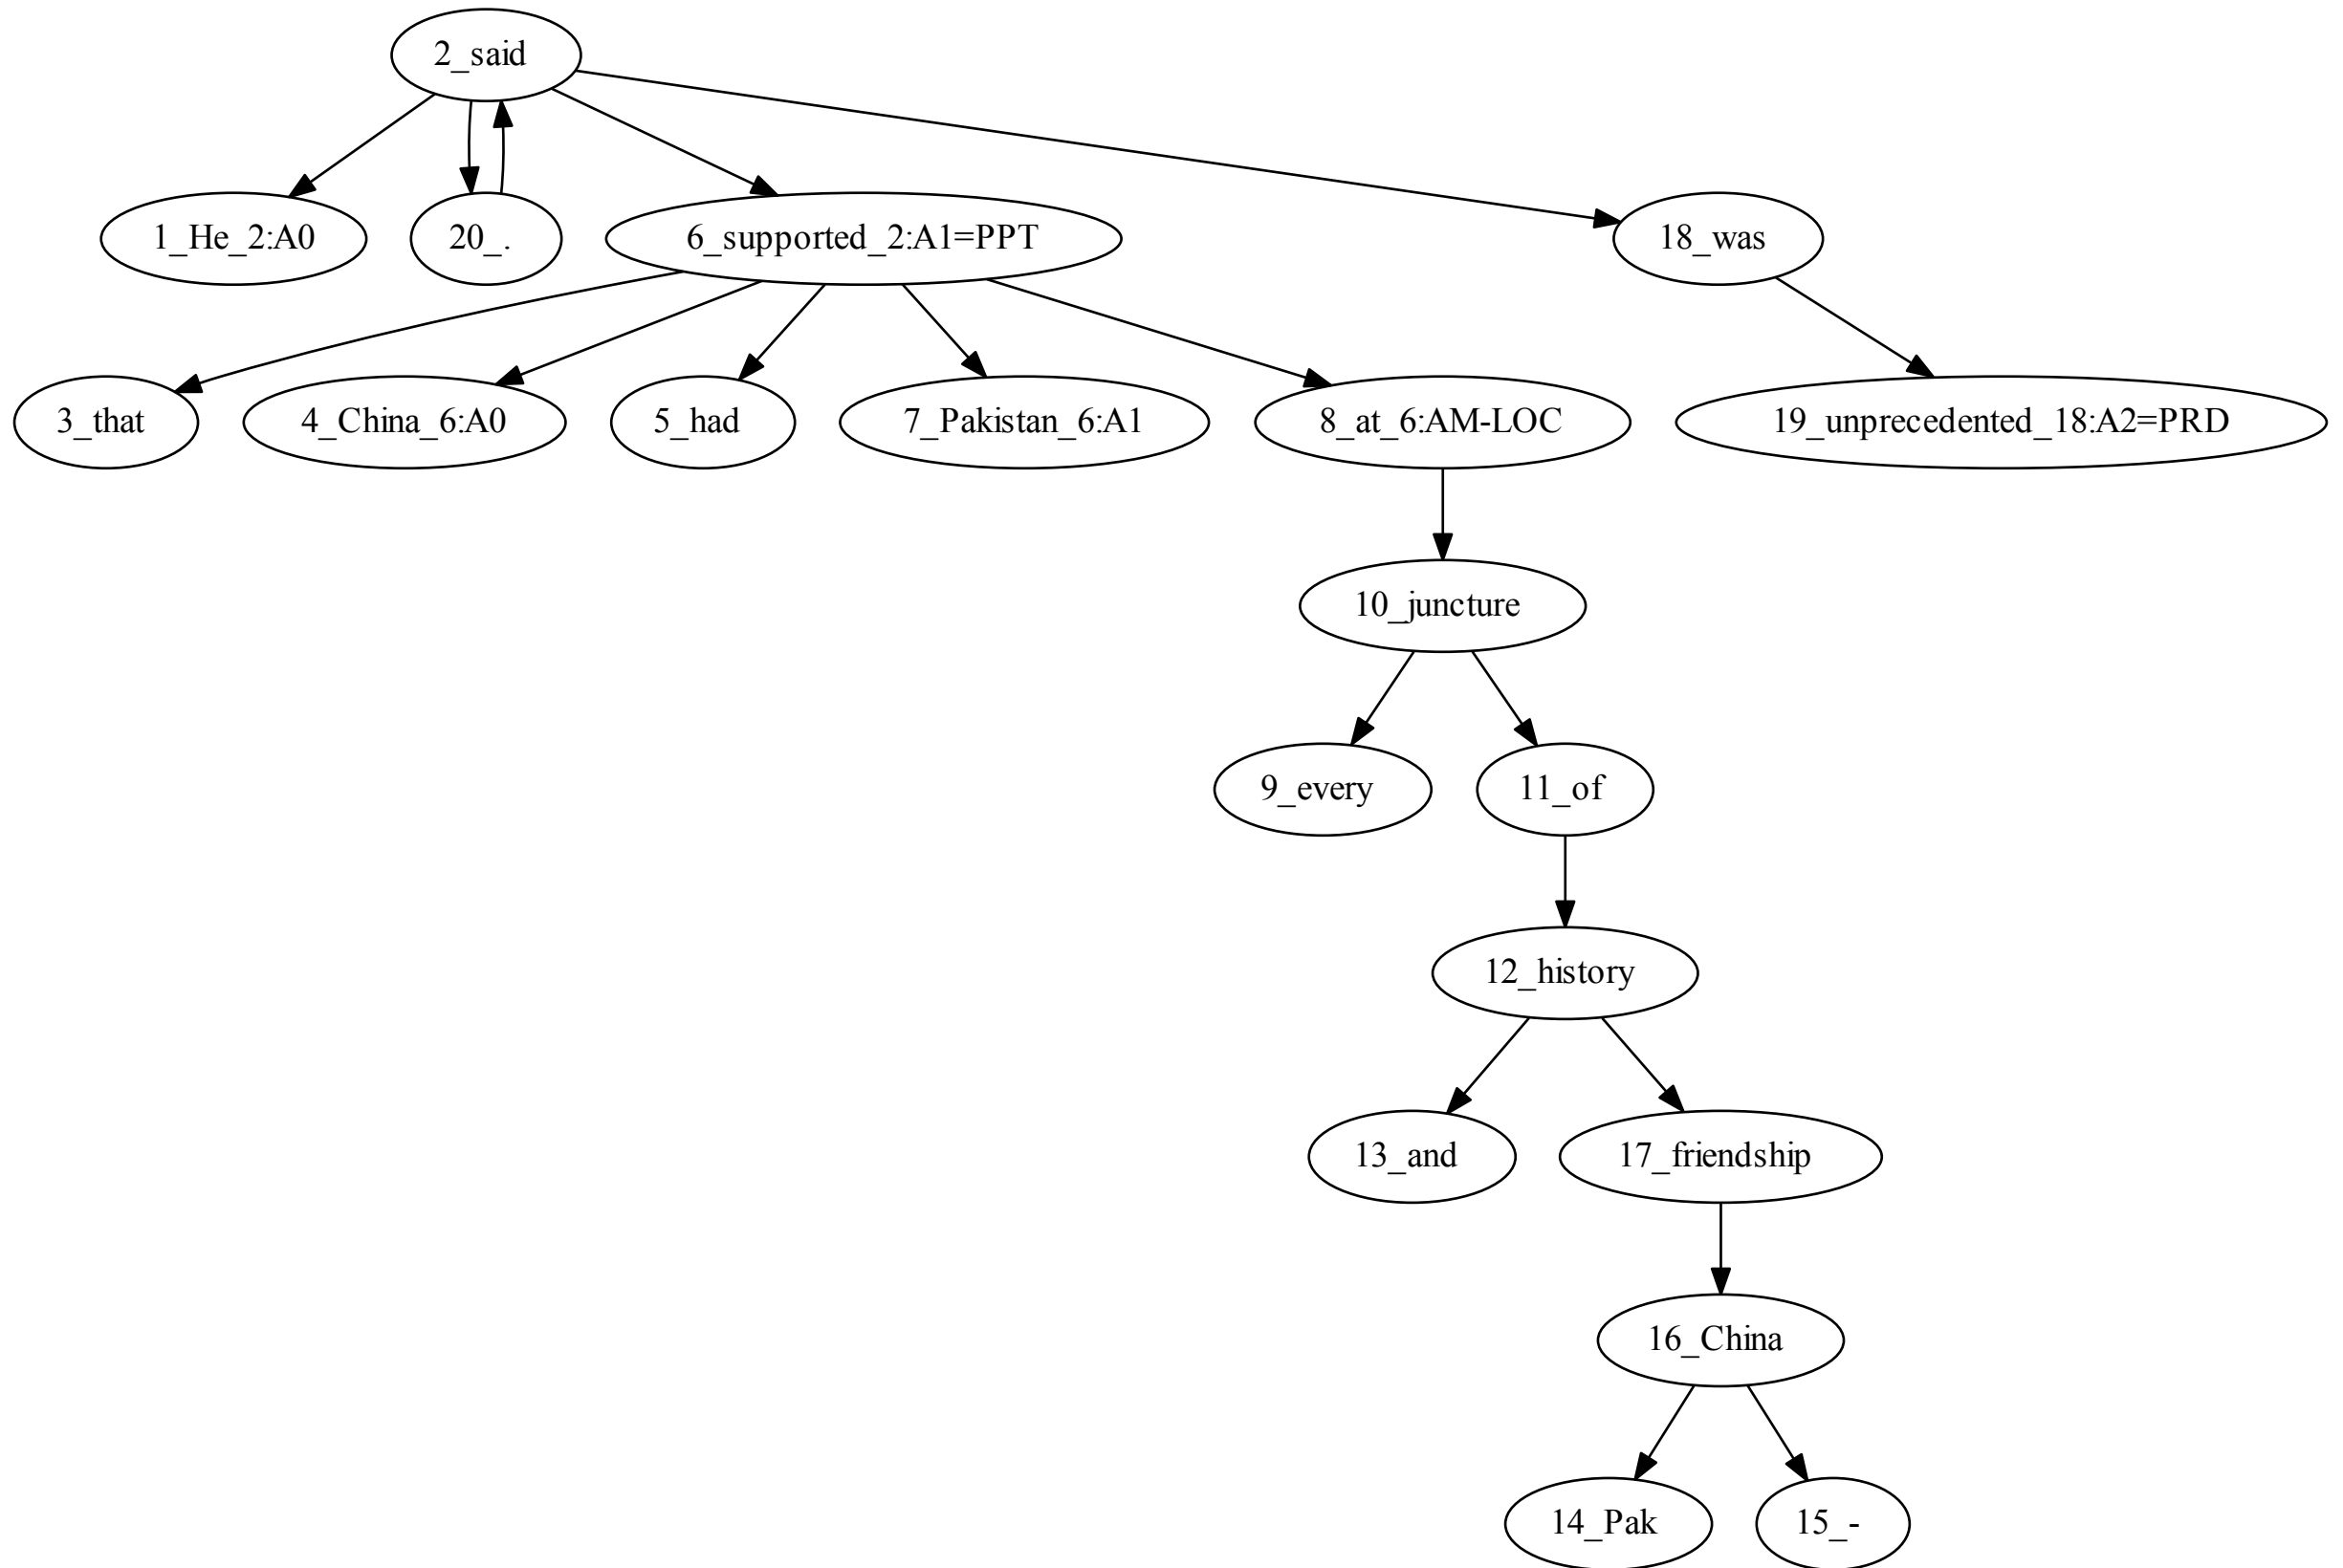 2_said
1_He_2:A0
20_.
6_supported_2:A1=PPT
18_was
3_that
4_China_6:A0
5_had
7_Pakistan_6:A1
8_at_6:AM-LOC
19_unprecedented_18:A2=PRD
10_juncture
9_every
11_of
12_history
13_and
17_friendship
16_China
14_Pak
15_-